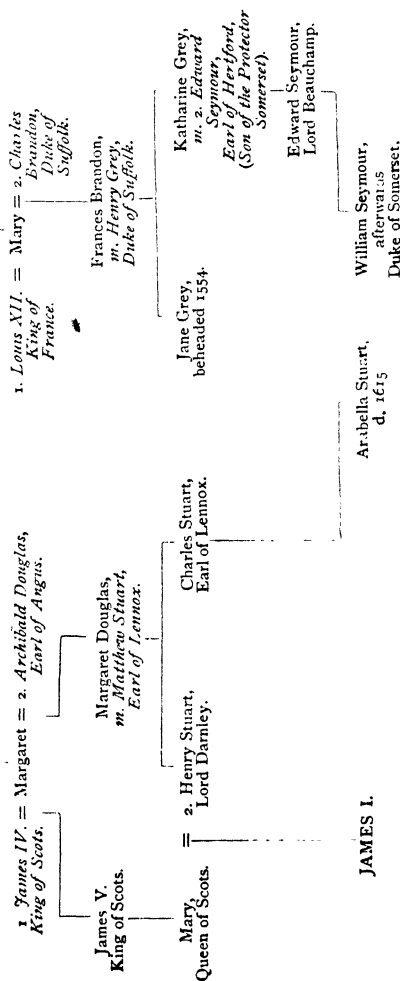 1 James IV. = Margaret = 2. Archibald Douglas,
King of Scots.
Earl of Angus.
1. Louis XII. = Mary = 2. Charles
King of
France.
Brandon,
Duke of
Suffolk.
James V.
King of Scots.
Margaret Douglas,
m. Matthew Stuart,
Earl of Lennox.
Frances Brandon,
m. Henry Grey,
Duke of Suffolk.
Mary,
Queen of Scots.
= 2. Henry Stuart,
Lord Darnley.
Charles Stuart,
Earl of Lennox.
Jane Grey,
beheaded 1554.
Katharine Grey,
m. 2. Edward
Seymour,
Earl of Hertford,
(Son of the Protector
Somerset).
Edward Seymour,
Lord Beauchamp.
JAMES I.
Arabella Stuart,
d. 1615
William Seymour,
afterwards
Duke of Somerset.